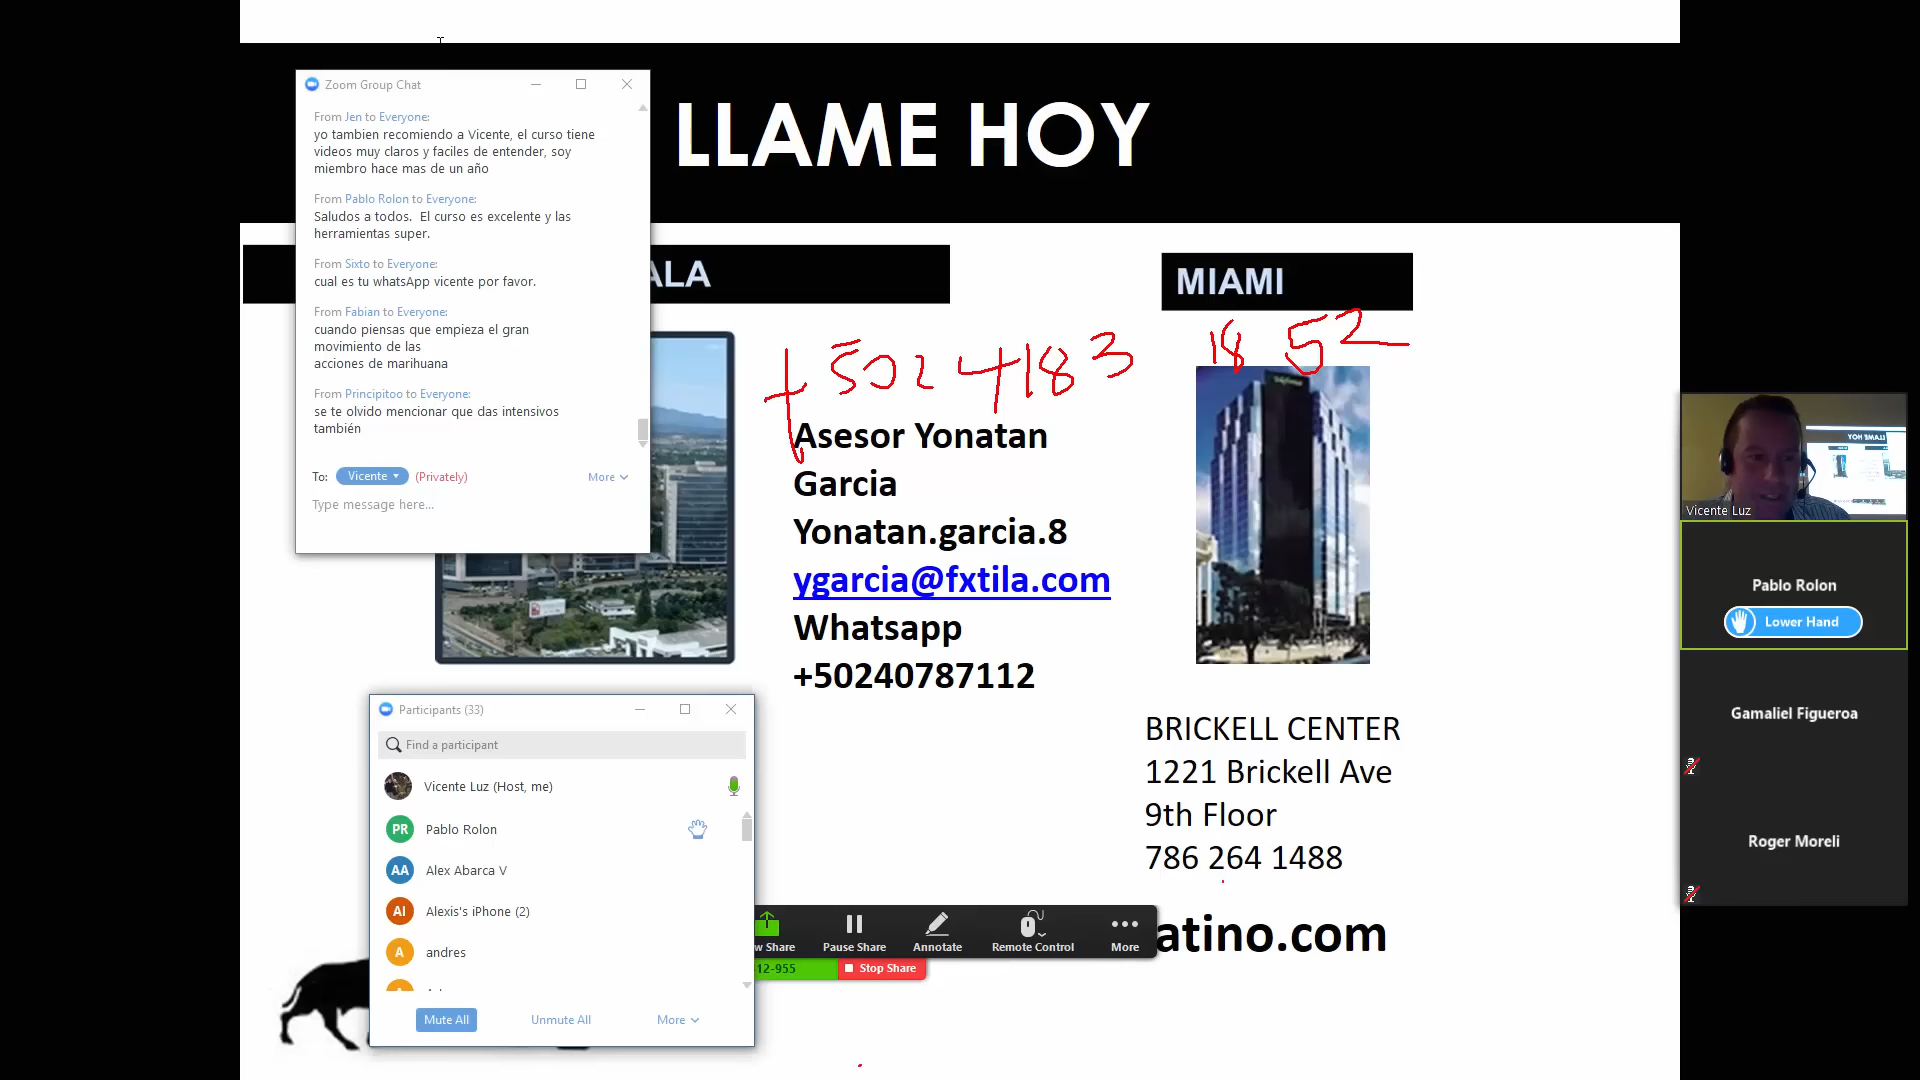 LLAME HOY
Zoom Group Chat
From Jen to Everyone:
yo tambien recomiendo a Vicente, el curso tiene
videos muy claros y faciles de entender, soy
miembro hace mas de un año
From Pablo Rolon to Everyone:
Saludos a todos.  El curso es excelente y las
herramientas super.
From Sixto to Everyone:
cual es tu whatsApp vicente por favor.
From Fabian to Everyone:
cuando piensas que empieza el gran
movimiento de las
acciones de marihuana
From Principitoo to Everyone:
se te olvido mencionar que das intensivos
también
To: Vicente (Privately) More
Type message here...
ALA
MIAMI
+502 4183 18 52
Asesor Yonatan
Garcia
Yonatan.garcia.8
ygarcia@fxtila.com
Whatsapp
+50240787112
BRICKELL CENTER
1221 Brickell Ave
9th Floor
786 264 1488
atino.com
Participants (33)
Find a participant
Vicente Luz (Host, me)
PR Pablo Rolon
AA Alex Abarca V
AI Alexis's iPhone (2)
A andres
Mute All Unmute All More
w Share Pause Share Annotate Remote Control More
12-955 Stop Share
LLAME HOY
Vicente Luz
Pablo Rolon
Lower Hand
Gamaliel Figueroa
Roger Moreli